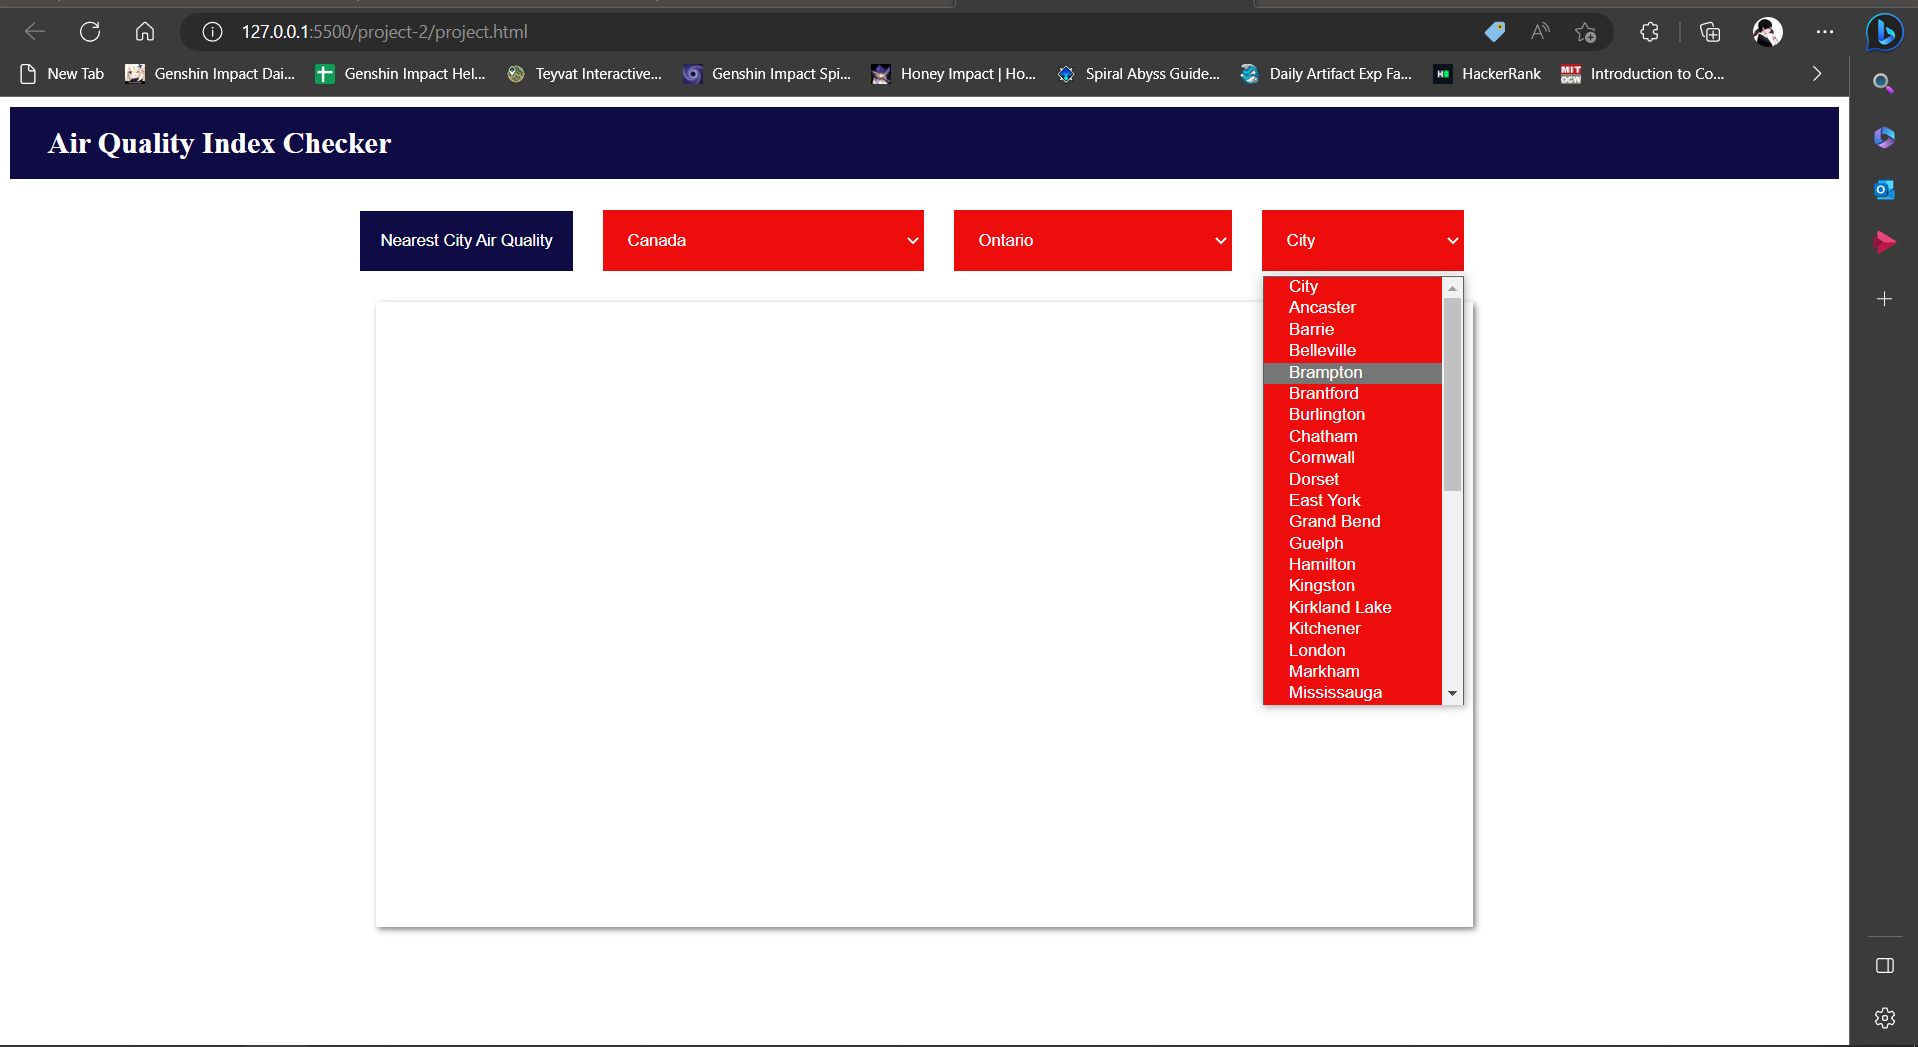 127.0.0.1:5500/project-2/project.html
New Tab
Genshin Impact Dai...
Genshin Impact Hel...
Teyvat Interactive...
Genshin Impact Spi...
Honey Impact | Ho...
Spiral Abyss Guide...
Daily Artifact Exp Fa...
HackerRank
MIT
OCW
Introduction to Co...
Air Quality Index Checker
Nearest City Air Quality
Canada
Ontario
City
City
Ancaster
Barrie
Belleville
Brampton
Brantford
Burlington
Chatham
Cornwall
Dorset
East York
Grand Bend
Guelph
Hamilton
Kingston
Kirkland Lake
Kitchener
London
Markham
Mississauga